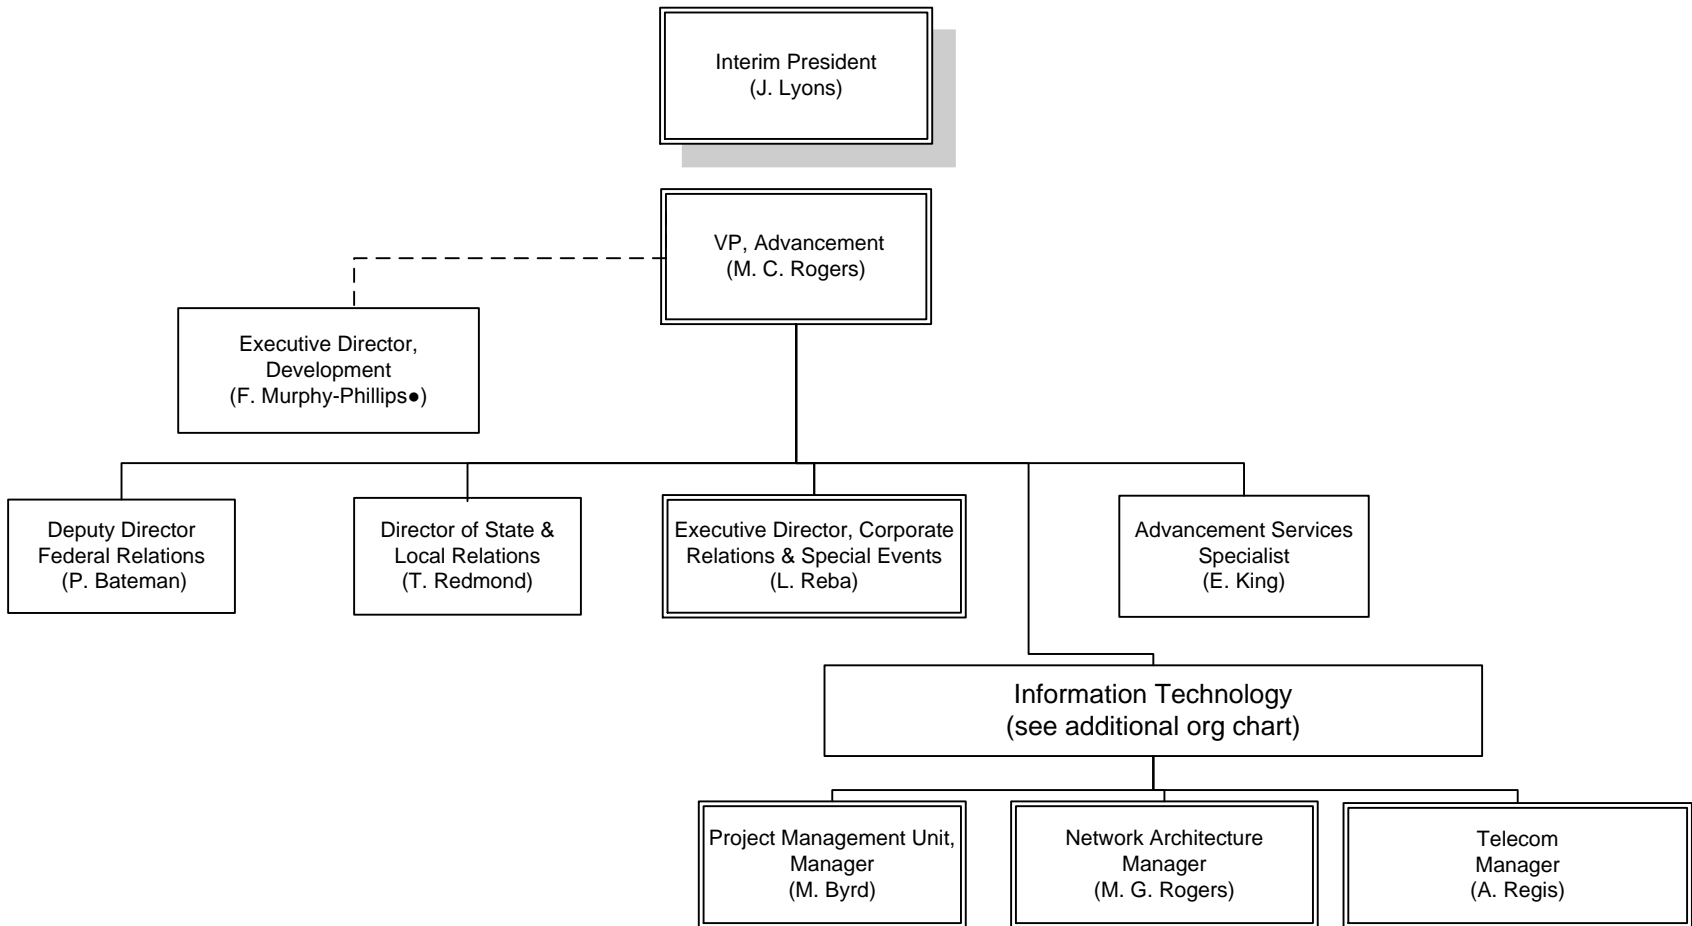 Interim President
(J. Lyons)
VP, Advancement
(M. C. Rogers)
Executive Director,
Development
(F. Murphy-Phillips●)
Deputy Director
Federal Relations
(P. Bateman)
Director of State &
Local Relations
(T. Redmond)
Executive Director, Corporate
Relations & Special Events
(L. Reba)
Advancement Services
Specialist
(E. King)
Information Technology
(see additional org chart)
Project Management Unit,
Manager
(M. Byrd)
Network Architecture
Manager
(M. G. Rogers)
Telecom
Manager
(A. Regis)